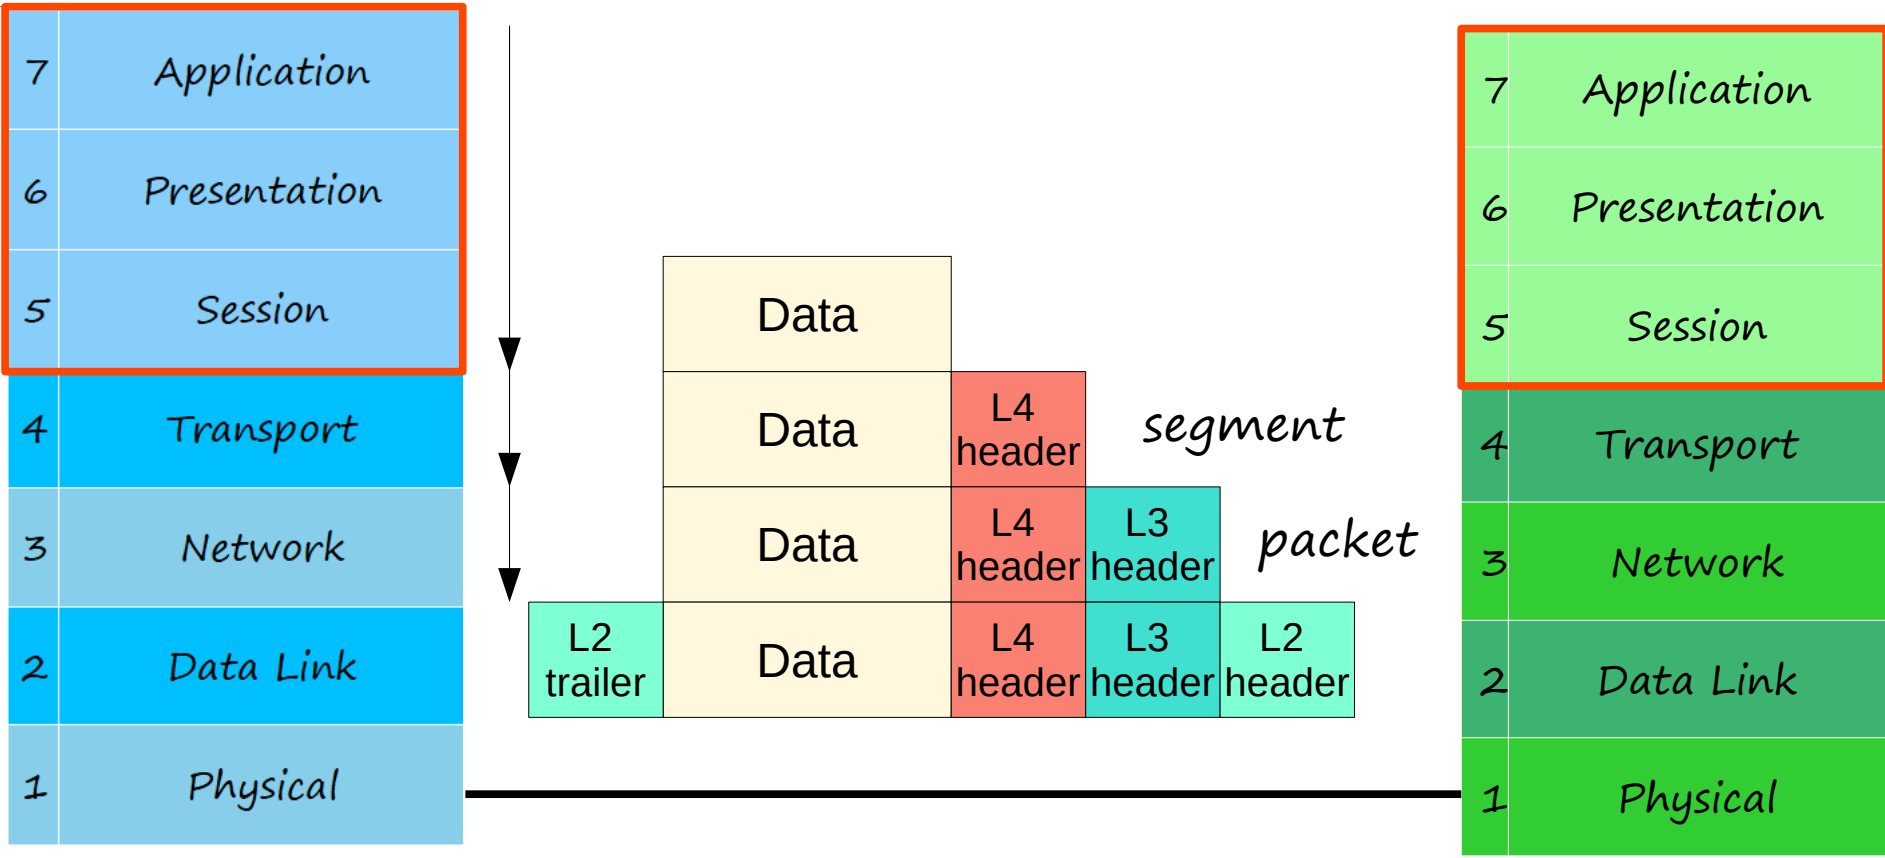 7 Application
6 Presentation
5 Session
4 Transport
3 Network
2 Data Link
1 Physical
Data
Data
L4
header
segment
Data
L4
header
L3
header
packet
L2
trailer
Data
L4
header
L3
header
L2
header
7 Application
6 Presentation
5 Session
4 Transport
3 Network
2 Data Link
1 Physical